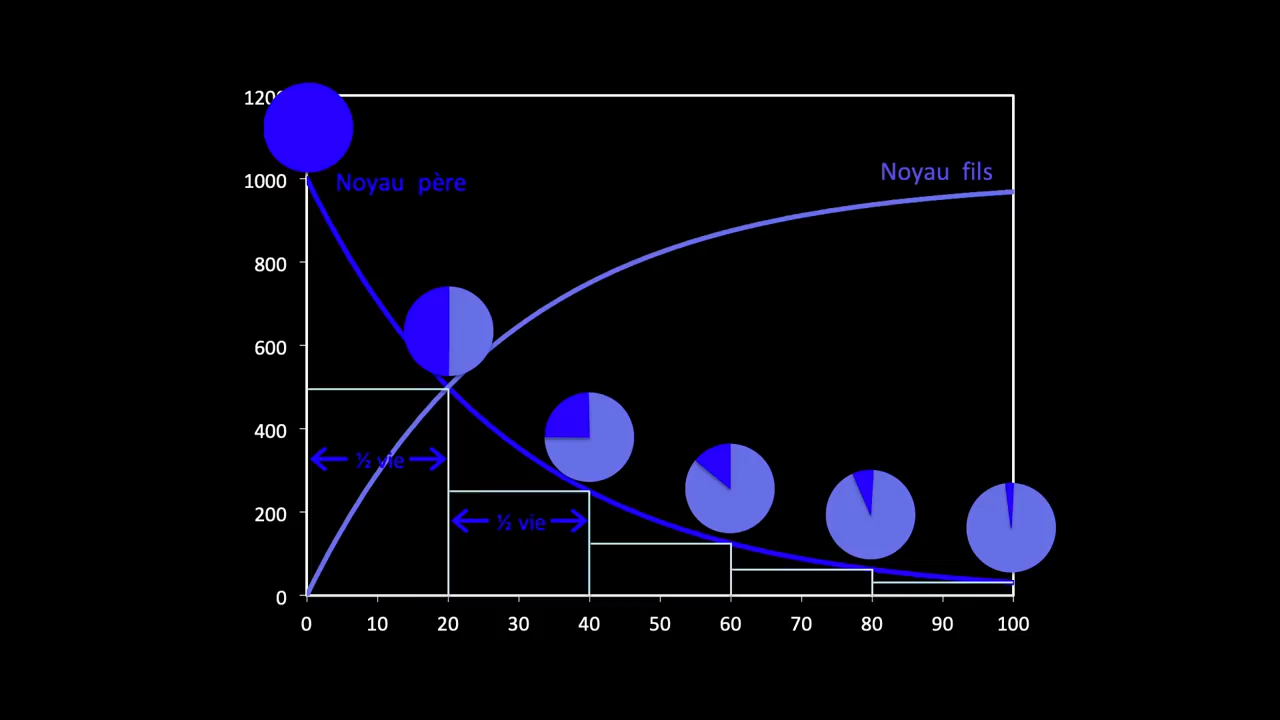 1000
Noyau père
Noyau fils
800
600
400
½ vie
200
½ vie
0
0 10 20 30 40 50 60 70 80 90 100